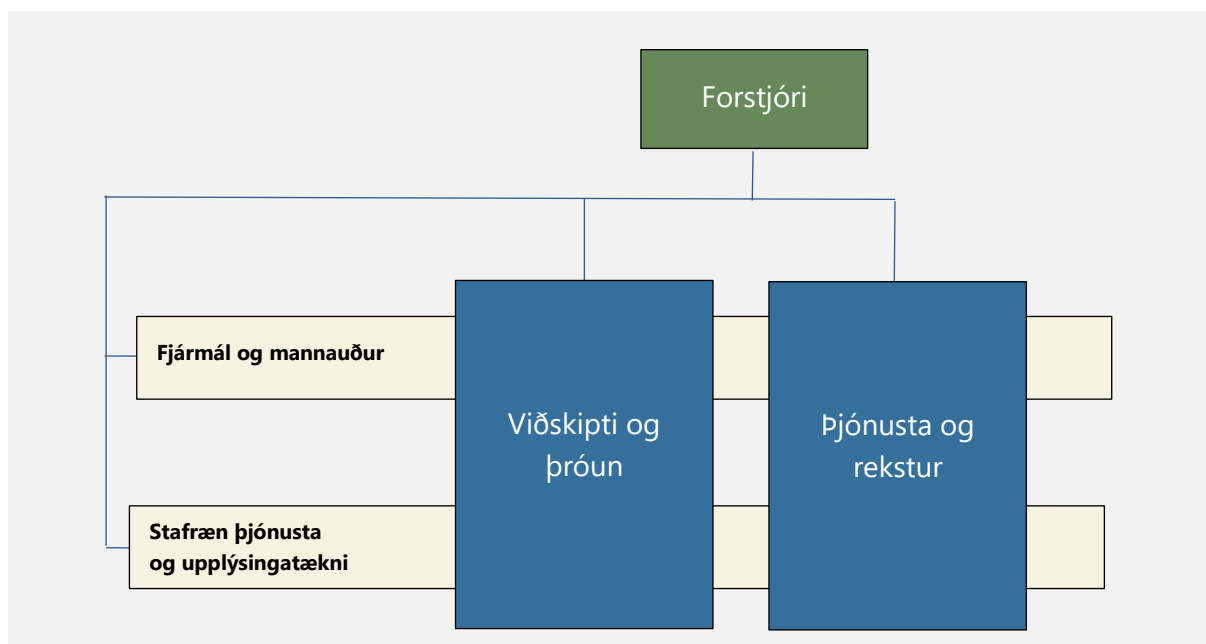 Forstjóri
Fjármál og mannauður
Viðskipti og
þróun
Þjónusta og
rekstur
Stafræn þjónusta
og upplýsingatækni